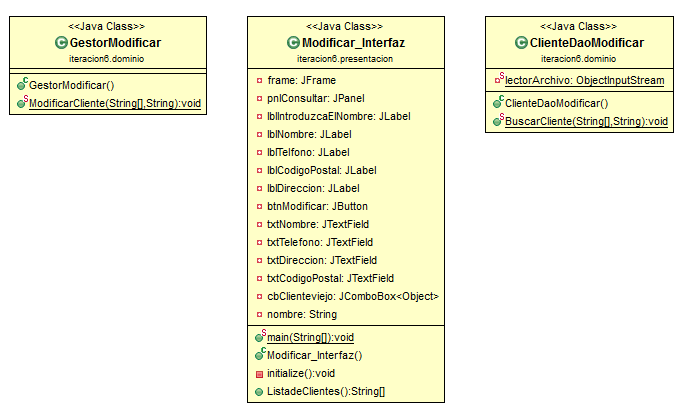 <<Java Class>>
GestorModificar
iteracion6.dominio
GestorModificar()
ModificarCliente(String[],String):void
<<Java Class>>
Modificar_Interfaz
iteracion6.presentacion
frame: JFrame
pnlConsultar: JPanel
lblIntroduzcaElNombre: JLabel
lblNombre: JLabel
lblTelfono: JLabel
lblCodigoPostal: JLabel
lblDireccion: JLabel
btnModificar: JButton
txtNombre: JTextField
txtTelefono: JTextField
txtDireccion: JTextField
txtCodigoPostal: JTextField
cbClienteviejo: JComboBox<Object>
nombre: String
main(String[]):void
Modificar_Interfaz()
initialize():void
ListadeClientes():String[]
<<Java Class>>
ClienteDaoModificar
iteracion6.dominio
lectorArchivo: ObjectInputStream
ClienteDaoModificar()
BuscarCliente(String[],String):void